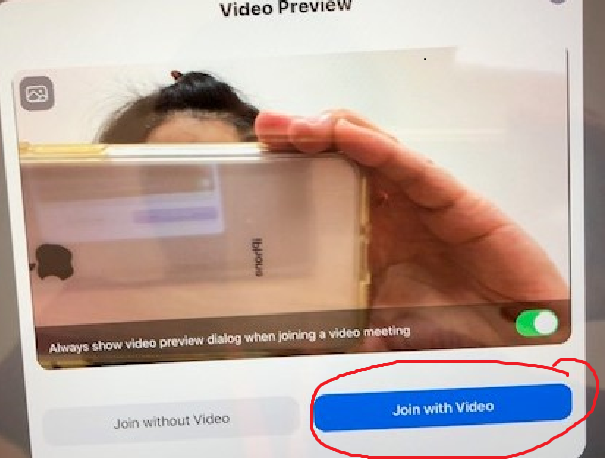 Video Preview
iPhone
Always show video preview dialog when joining a video meeting
Join without Video
Join with Video